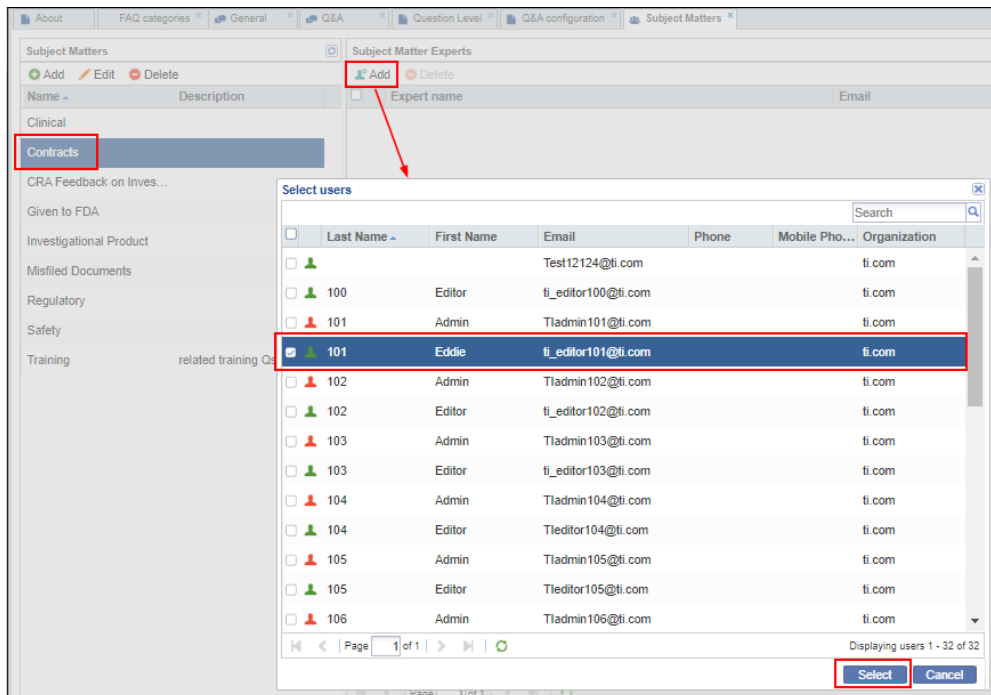 About FAQ categories General Q&A Question Level Q&A configuration Subject Matters
Subject Matters Subject Matter Experts
Add Edit Delete Add Delete
Name Description Expert name Email
Clinical
Contracts
CRA Feedback on Inves...
Given to FDA
Investigational Product
Misfiled Documents
Regulatory
Safety
Training related training Qs
Select users
Search
Last Name First Name Email Phone Mobile Pho... Organization
Test12124@ti.com ti.com
100 Editor ti_editor100@ti.com ti.com
101 Admin TIadmin101@ti.com ti.com
101 Eddie ti_editor101@ti.com ti.com
102 Admin TIadmin102@ti.com ti.com
102 Editor ti_editor102@ti.com ti.com
103 Admin TIadmin103@ti.com ti.com
103 Editor ti_editor103@ti.com ti.com
104 Admin TIadmin104@ti.com ti.com
104 Editor TIeditor104@ti.com ti.com
105 Admin TIadmin105@ti.com ti.com
105 Editor TIeditor105@ti.com ti.com
106 Admin TIadmin106@ti.com ti.com
Page 1 of 1 Displaying users 1 - 32 of 32
Select Cancel
Page 1 of 1